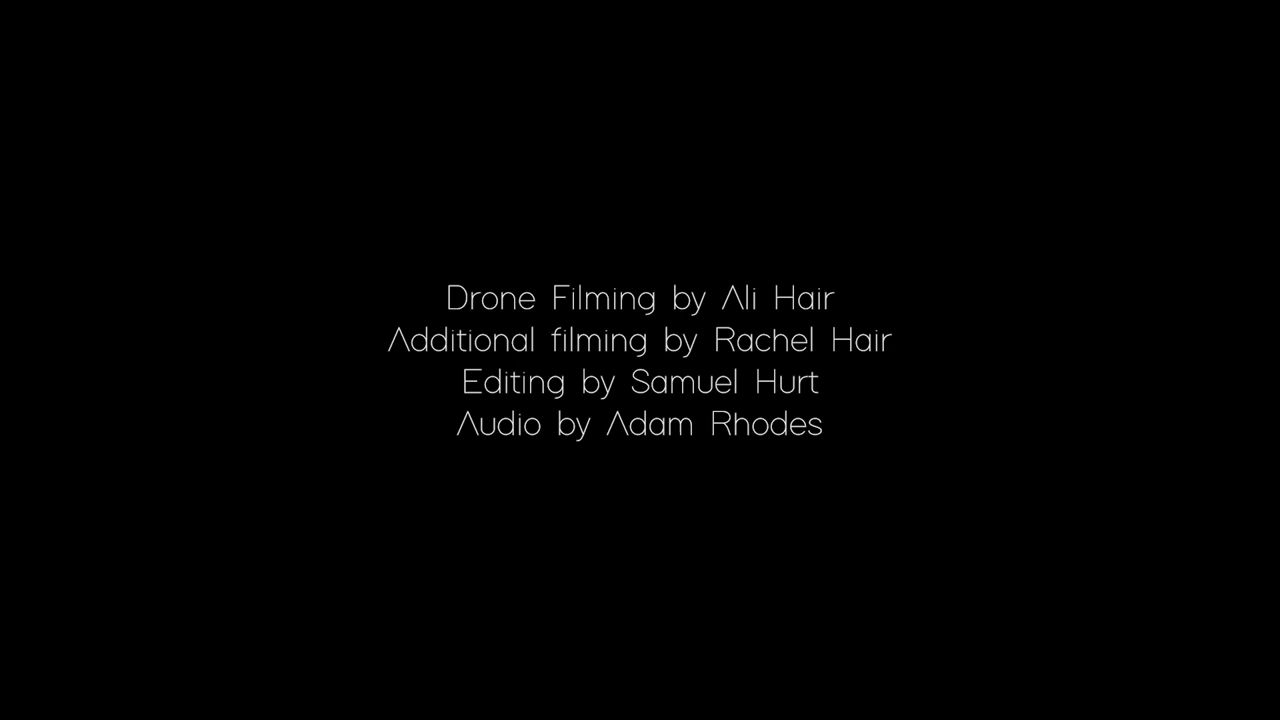 Drone Filming by Ali Hair
Additional filming by Rachel Hair
Editing by Samuel Hurt
Audio by Adam Rhodes